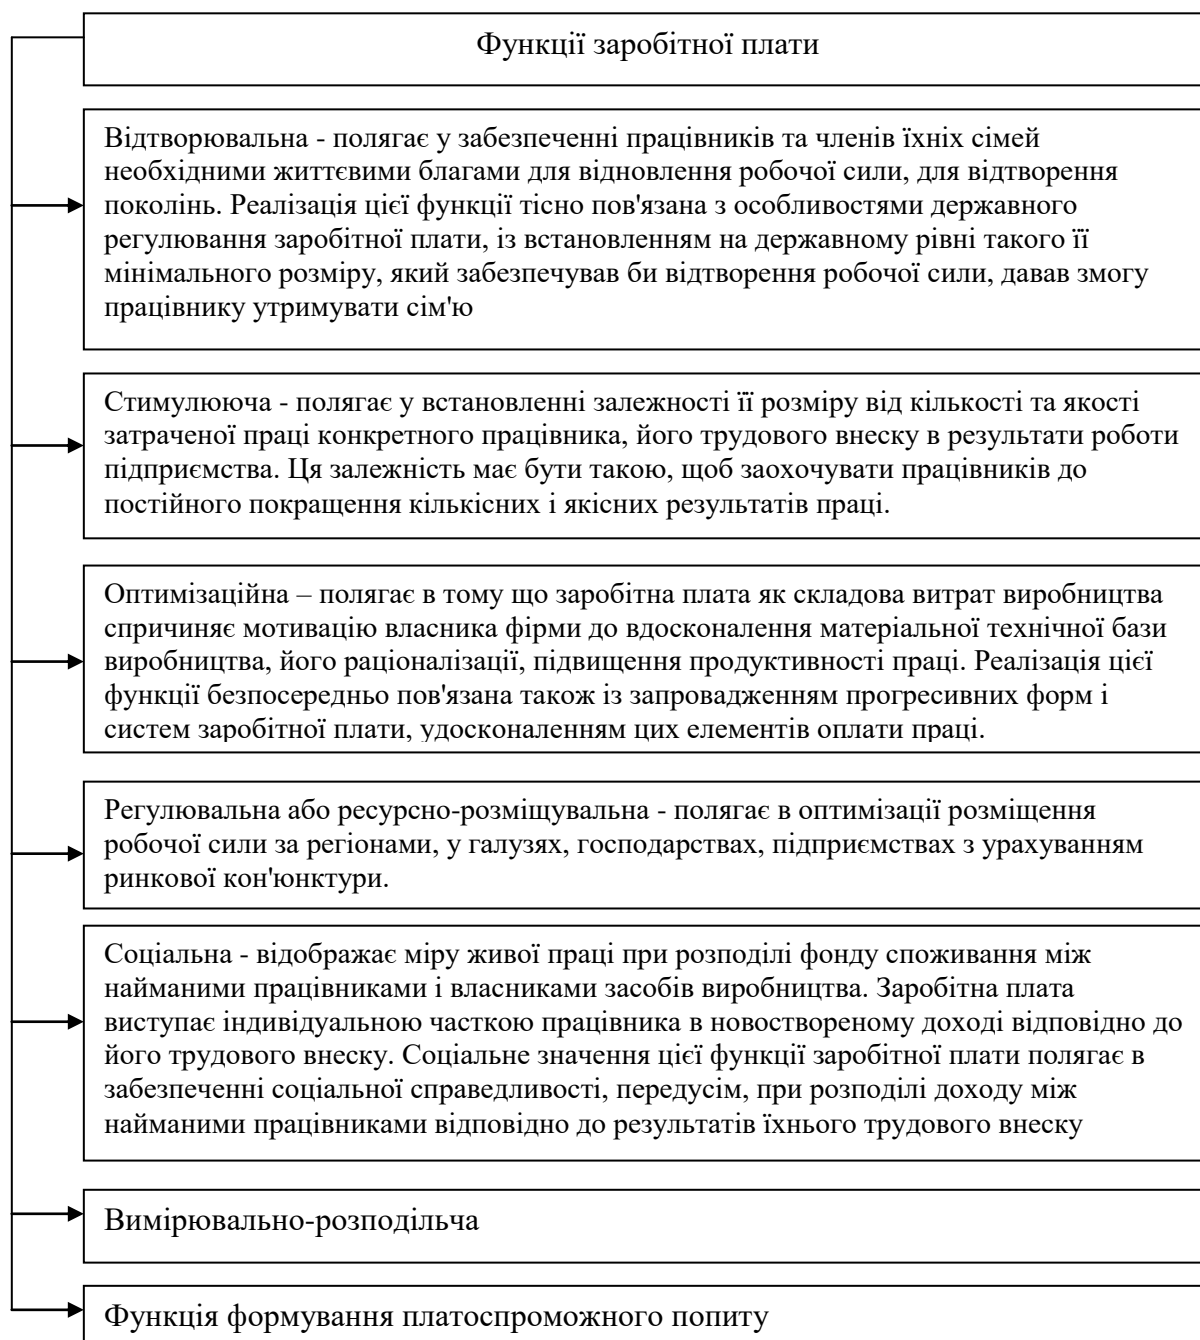 Функції заробітної плати
Відтворювальна - полягає у забезпеченні працівників та членів їхніх сімей
необхідними життєвими благами для відновлення робочої сили, для відтворення
поколінь. Реалізація цієї функції тісно пов'язана з особливостями державного
регулювання заробітної плати, із встановленням на державному рівні такого її
мінімального розміру, який забезпечував би відтворення робочої сили, давав змогу
працівнику утримувати сім'ю
Стимулююча - полягає у встановленні залежності її розміру від кількості та якості
затраченої праці конкретного працівника, його трудового внеску в результати роботи
підприємства. Ця залежність має бути такою, щоб заохочувати працівників до
постійного покращення кількісних і якісних результатів праці.
Оптимізаційна – полягає в тому що заробітна плата як складова витрат виробництва
спричиняє мотивацію власника фірми до вдосконалення матеріальної технічної бази
виробництва, його раціоналізації, підвищення продуктивності праці. Реалізація цієї
функції безпосередньо пов'язана також із запровадженням прогресивних форм і
систем заробітної плати, удосконаленням цих елементів оплати праці.
Регулювальна або ресурсно-розміщувальна - полягає в оптимізації розміщення
робочої сили за регіонами, у галузях, господарствах, підприємствах з урахуванням
ринкової кон'юнктури.
Соціальна - відображає міру живої праці при розподілі фонду споживання між
найманими працівниками і власниками засобів виробництва. Заробітна плата
виступає індивідуальною часткою працівника в новоствореному доході відповідно до
його трудового внеску. Соціальне значення цієї функції заробітної плати полягає в
забезпеченні соціальної справедливості, передусім, при розподілі доходу між
найманими працівниками відповідно до результатів їхнього трудового внеску
Вимірювально-розподільча
Функція формування платоспроможного попиту